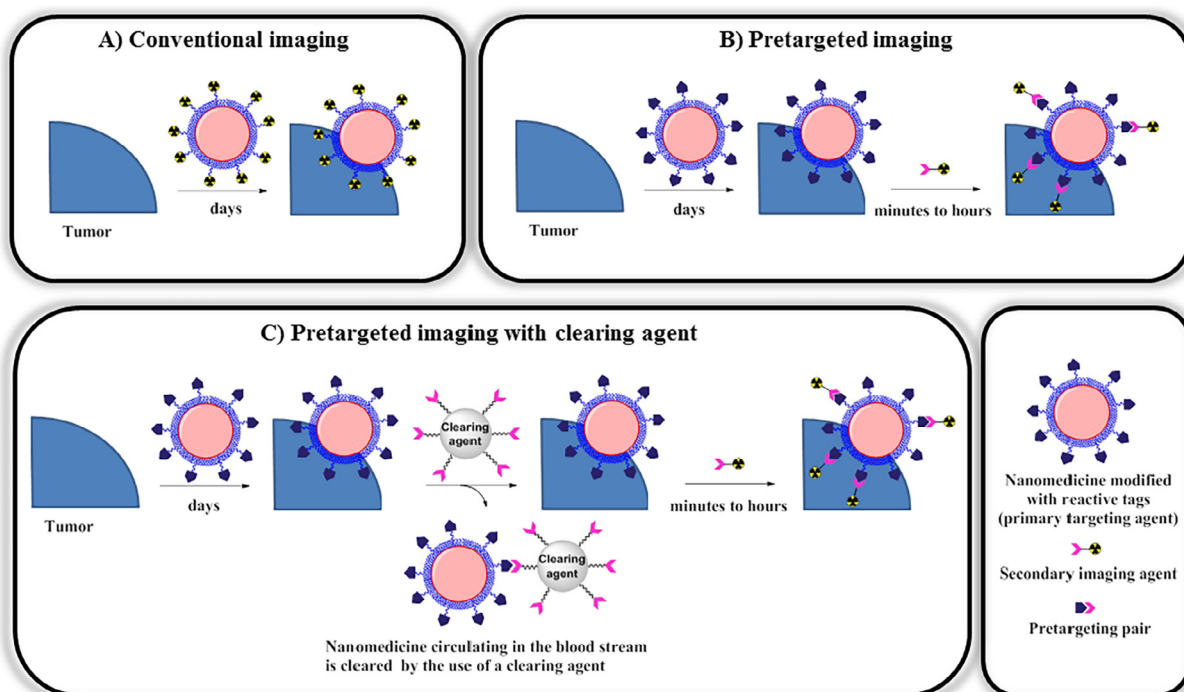 A) Conventional imaging
days
Tumor
B) Pretargeted imaging
days
minutes to hours
Tumor
C) Pretargeted imaging with clearing agent
Clearing
agent
days
minutes to hours
Tumor
Clearing
agent
Nanomedicine circulating in the blood stream
is cleared by the use of a clearing agent
Nanomedicine modified
with reactive tags
(primary targeting agent)
Secondary imaging agent
Pretargeting pair